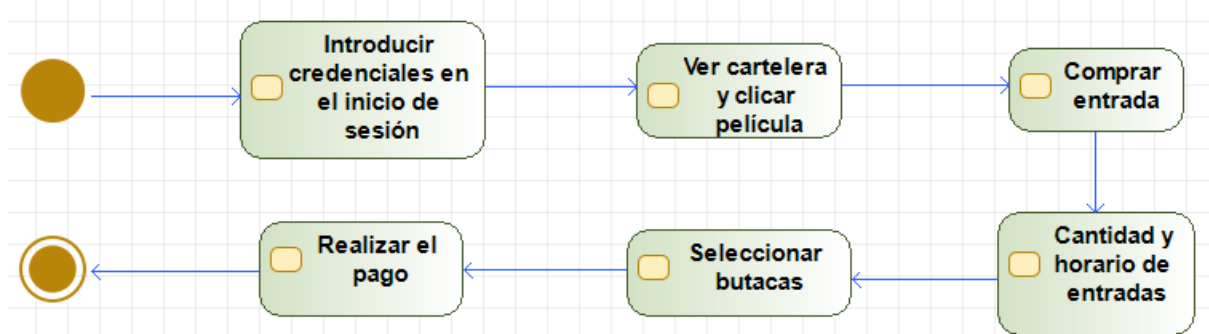 Introducir
credenciales en
el inicio de
sesión
Ver cartelera
y clicar
película
Comprar
entrada
Cantidad y
horario de
entradas
Seleccionar
butacas
Realizar el
pago